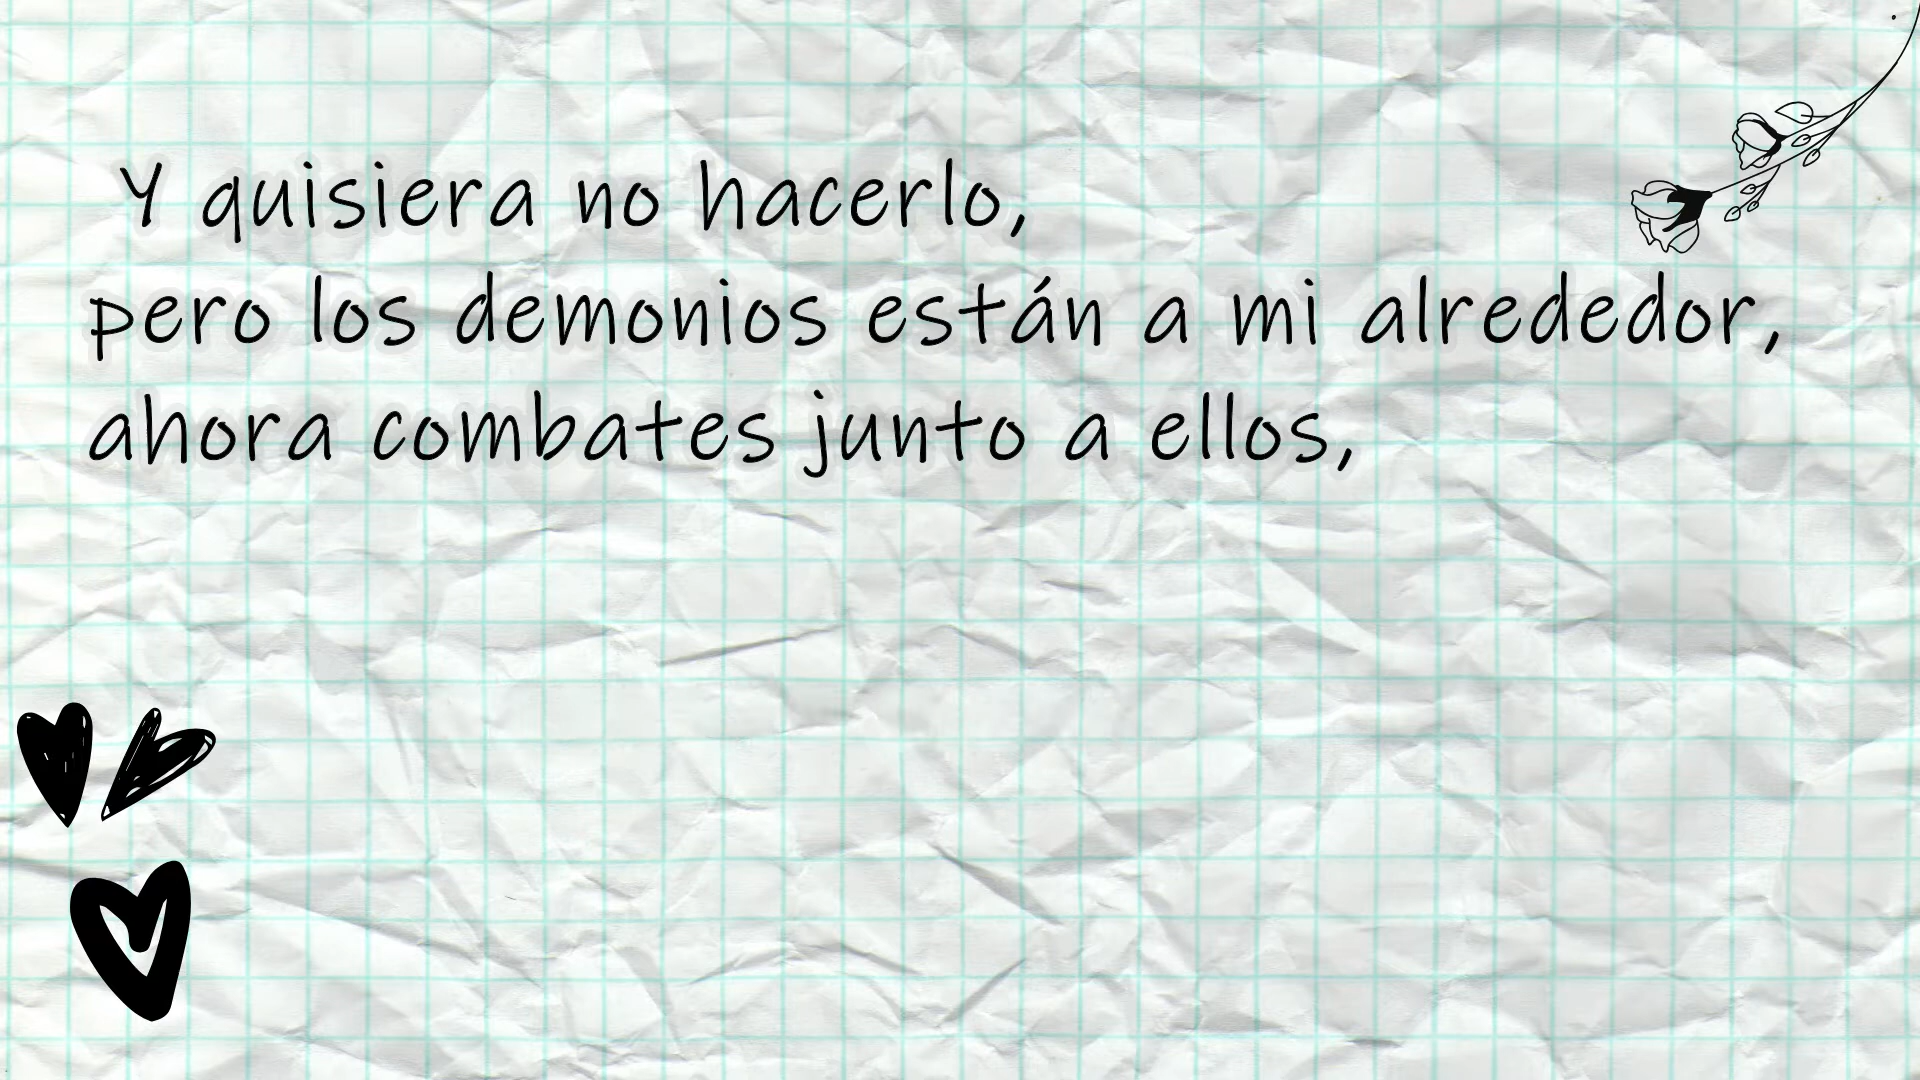 Y quisiera no hacerlo,
pero los demonios están a mi alrededor,
ahora combates junto a ellos,